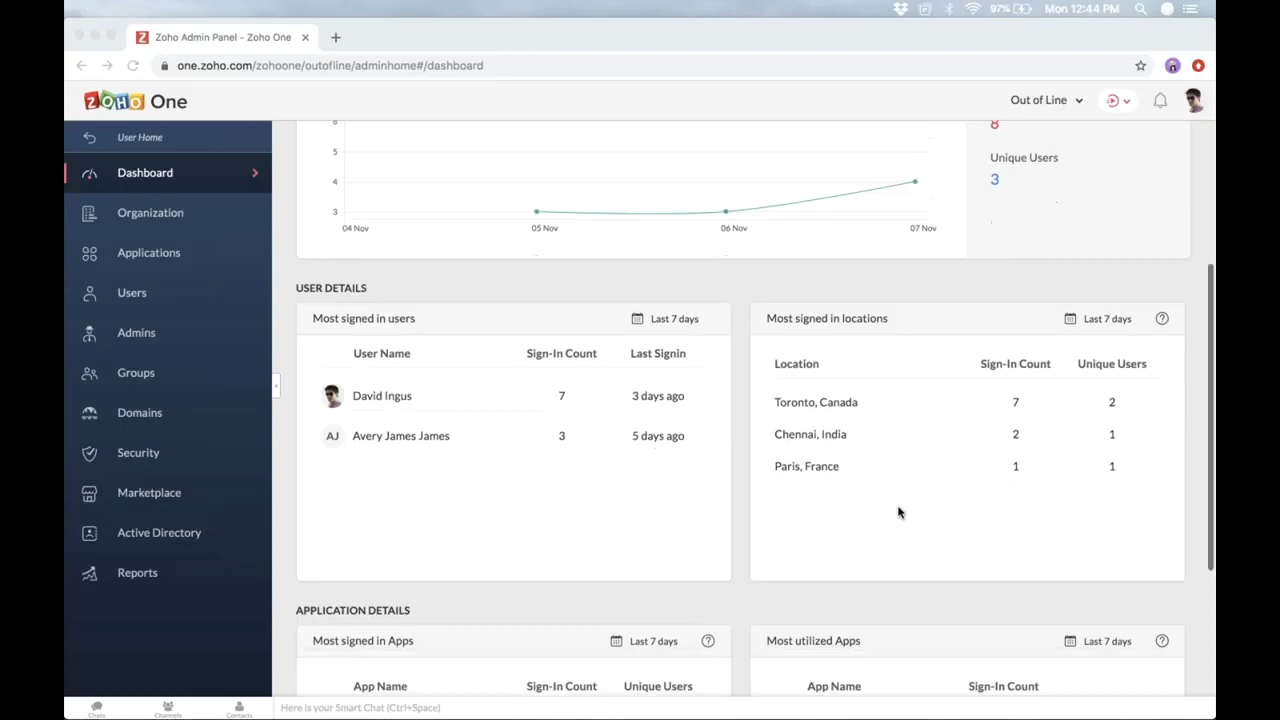 97%
Mon 12:44 PM
Zoho Admin Panel - Zoho One
one.zoho.com/zohoone/outofline/adminhome#/dashboard
ZOHO One
Out of Line
User Home
Dashboard
Organization
Applications
Users
Admins
Groups
Domains
Security
Marketplace
Active Directory
Reports
6
5
4
3
04 Nov 05 Nov 06 Nov 07 Nov
8
Unique Users
3
USER DETAILS
Most signed in users Last 7 days
User Name Sign-In Count Last Signin
David Ingus 7 3 days ago
AJ Avery James James 3 5 days ago
Most signed in locations Last 7 days ?
Location Sign-In Count Unique Users
Toronto, Canada 7 2
Chennai, India 2 1
Paris, France 1 1
APPLICATION DETAILS
Most signed in Apps Last 7 days ?
App Name Sign-In Count Unique Users
Most utilized Apps Last 7 days ?
App Name Sign-In Count
Chats Channels Contacts
Here is your Smart Chat (Ctrl+Space)